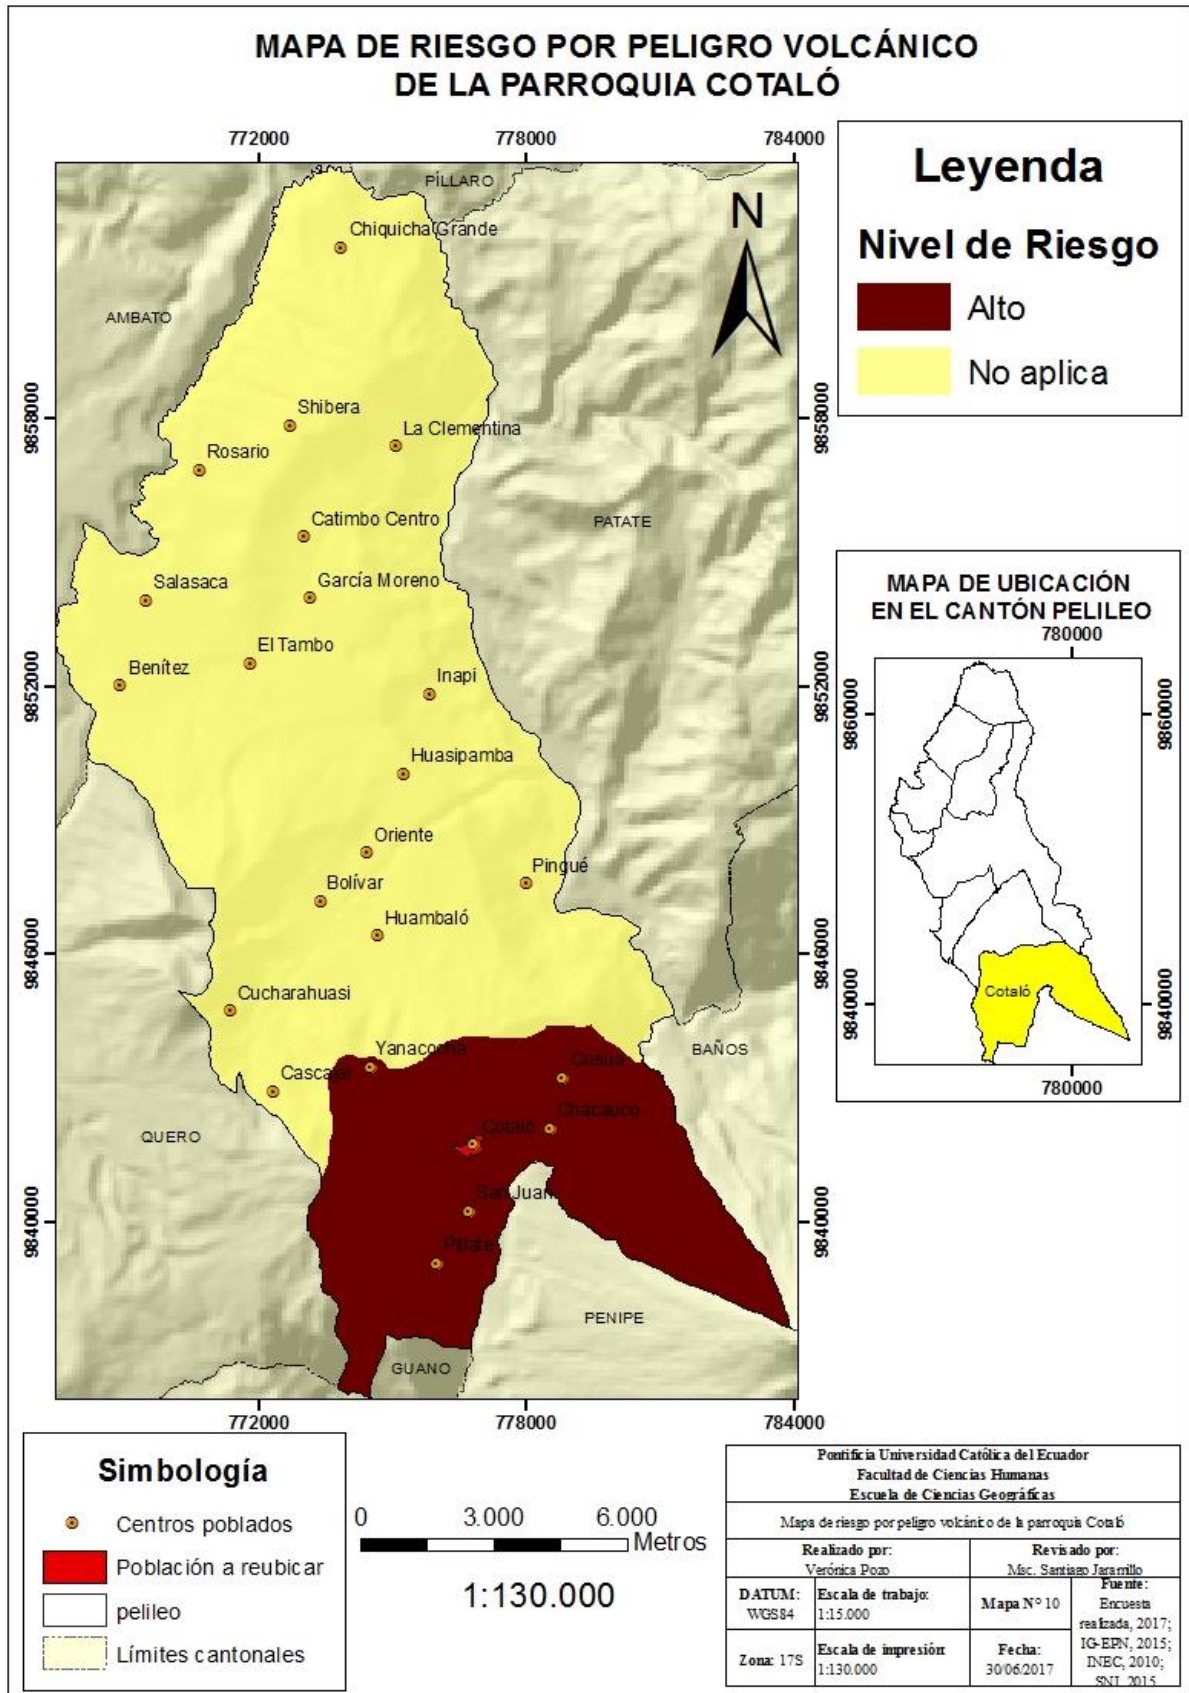 MAPA DE RIESGO POR PELIGRO VOLCÁNICO
DE LA PARROQUIA COTALÓ
772000
778000
784000
PÍLLARO
Chiquicha Grande
N
AMBATO
9858000
9858000
Shibera
La Clementina
Rosario
PATATE
Catimbo Centro
Salasaca
García Moreno
El Tambo
Benítez
9852000
9852000
Inapi
Huasipamba
Oriente
Pingué
Bolívar
Huambaló
9846000
9846000
Cucharahuasi
Yanacocha
BAÑOS
Cascajal
Cusua
Chacauco
QUERO
Cotaló
San Juan
9840000
9840000
Pillate
PENIPE
GUANO
772000
778000
784000
Leyenda
Nivel de Riesgo
Alto
No aplica
MAPA DE UBICACIÓN
EN EL CANTÓN PELILEO
780000
9860000
9860000
Cotaló
9840000
9840000
780000
Simbología
Centros poblados
Población a reubicar
pelileo
Límites cantonales
0 3.000 6.000
Metros
1:130.000
Pontificia Universidad Católica del Ecuador
Facultad de Ciencias Humanas
Escuela de Ciencias Geográficas
Mapa de riesgo por peligro volcánico de la parroquia Cotaló
Realizado por:
Verónica Pozo
Revisado por:
Msc. Santiago Jaramillo
DATUM:
WGS84
Escala de trabajo:
1:15.000
Mapa N° 10
Fuente:
Encuesta
realizada, 2017;
IG-EPN, 2015;
INEC, 2010;
SNI, 2015
Zona: 17S
Escala de impresión:
1:130.000
Fecha:
30/06/2017